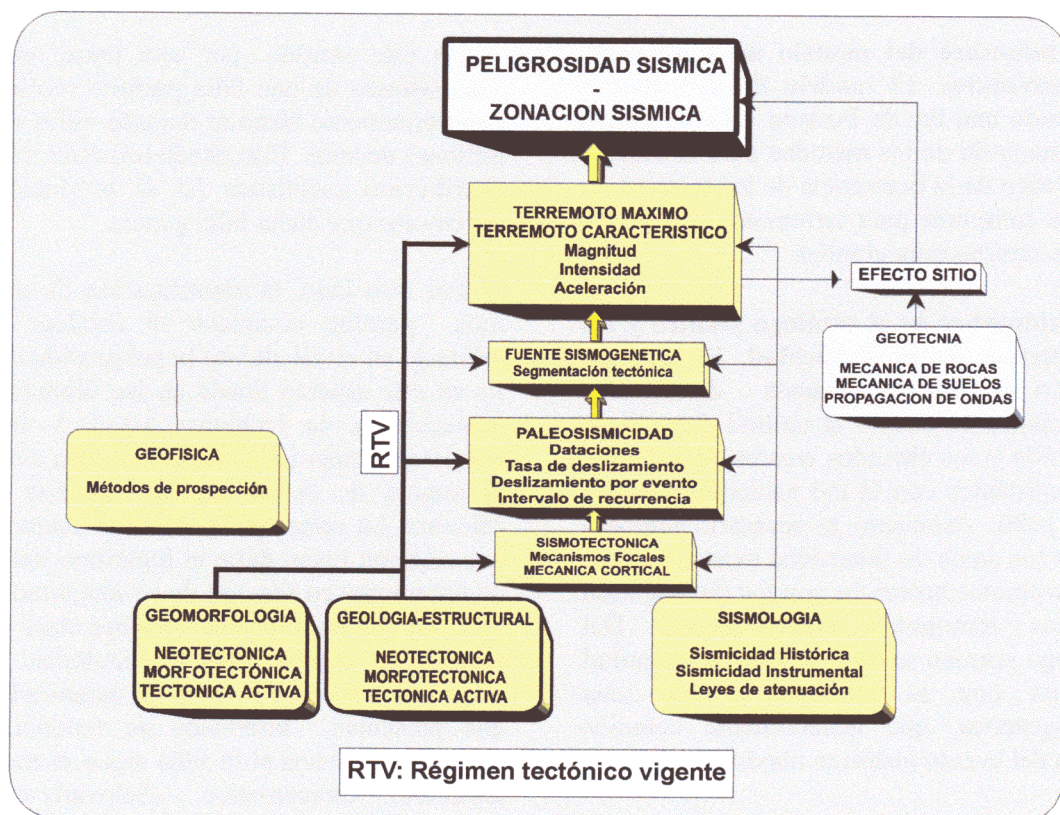 PELIGROSIDAD SISMICA
-
ZONACION SISMICA
TERREMOTO MAXIMO
TERREMOTO CARACTERISTICO
Magnitud
Intensidad
Aceleración
EFECTO SITIO
GEOTECNIA
MECANICA DE ROCAS
MECANICA DE SUELOS
PROPAGACION DE ONDAS
FUENTE SISMOGENETICA
Segmentación tectónica
RTV
GEOFISICA
Métodos de prospección
PALEOSISMICIDAD
Dataciones
Tasa de deslizamiento
Deslizamiento por evento
Intervalo de recurrencia
SISMOTECTONICA
Mecanismos Focales
MECANICA CORTICAL
GEOMORFOLOGIA
NEOTECTONICA
MORFOTECTÓNICA
TECTONICA ACTIVA
GEOLOGIA-ESTRUCTURAL
NEOTECTONICA
MORFOTECTONICA
TECTONICA ACTIVA
SISMOLOGIA
Sismicidad Histórica
Sismicidad Instrumental
Leyes de atenuación
RTV: Régimen tectónico vigente